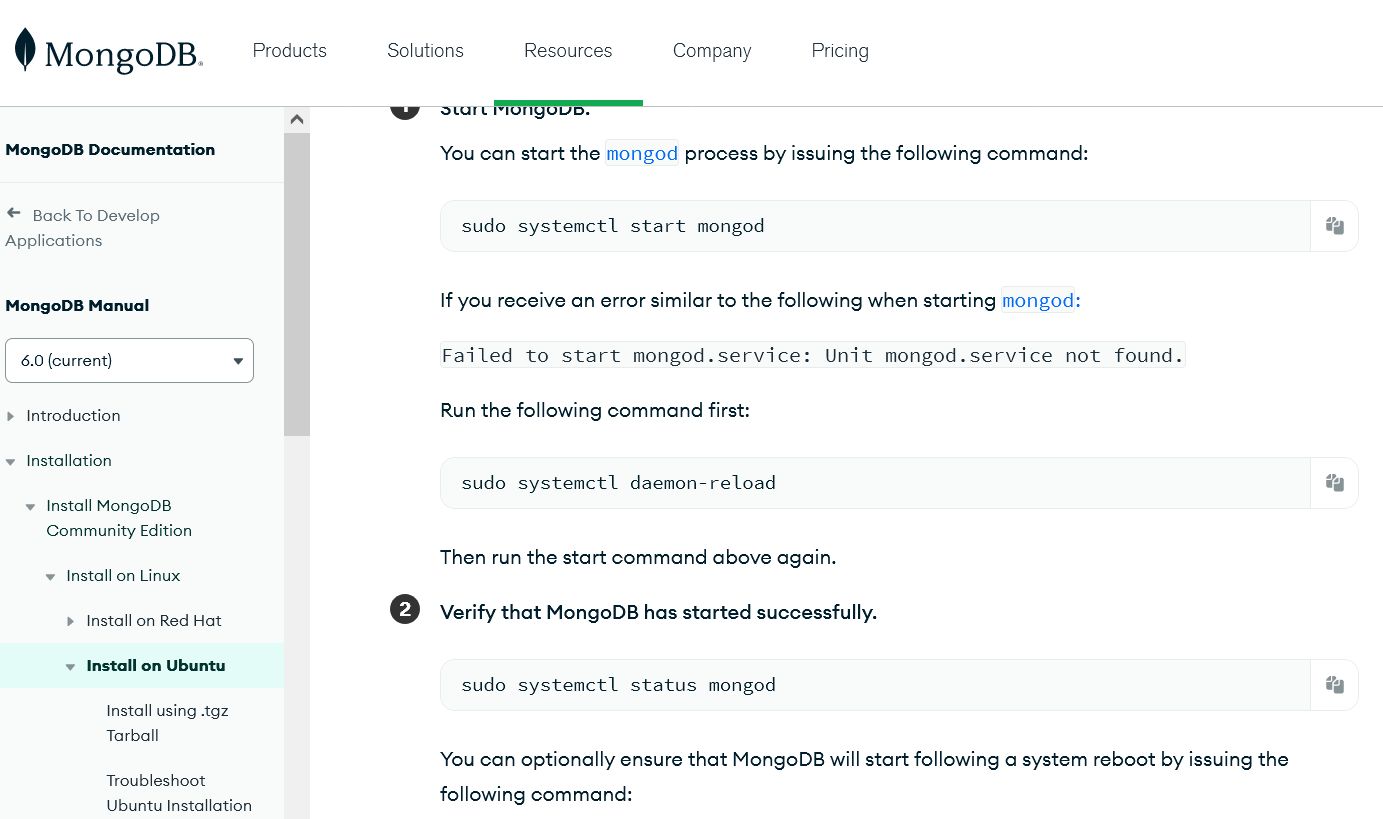 MongoDB®
Products
Solutions
Resources
Company
Pricing
MongoDB Documentation
Back To Develop
Applications
MongoDB Manual
6.0 (current)
Introduction
Installation
Install MongoDB
Community Edition
Install on Linux
Install on Red Hat
Install on Ubuntu
Install using .tgz
Tarball
Troubleshoot
Ubuntu Installation
1 Start MongoDB.
You can start the mongod process by issuing the following command:
sudo systemctl start mongod
If you receive an error similar to the following when starting mongod:
Failed to start mongod.service: Unit mongod.service not found.
Run the following command first:
sudo systemctl daemon-reload
Then run the start command above again.
2 Verify that MongoDB has started successfully.
sudo systemctl status mongod
You can optionally ensure that MongoDB will start following a system reboot by issuing the
following command: